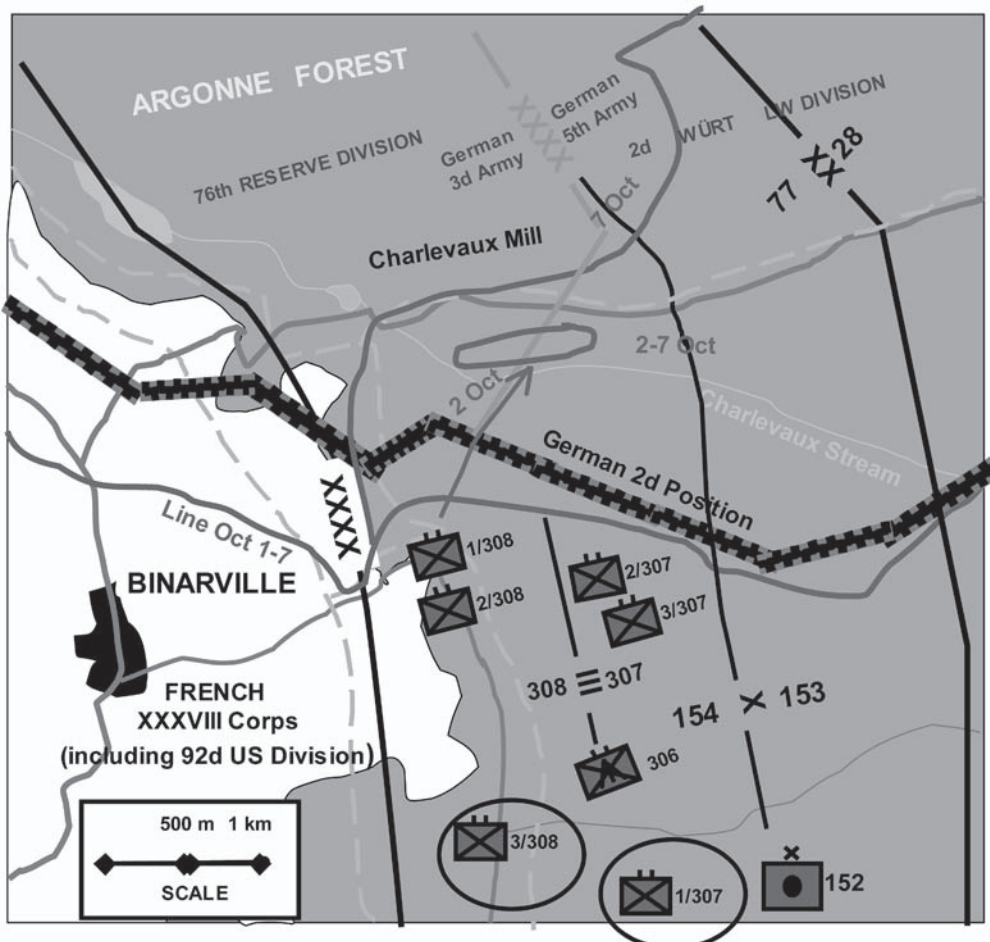 ARGONNE FOREST
76th RESERVE DIVISION
German
3d Army
XXXX
German
5th Army
2d WÜRT LW DIVISION
77 XX 28
7 Oct
Charlevaux Mill
2-7 Oct
2 Oct
Charlevaux Stream
German 2d Position
Line Oct 1-7
XXXX
BINARVILLE
1/308
2/308
2/307
3/307
308 307
154 X 153
306
FRENCH
XXXVIII Corps
(including 92d US Division)
500 m 1 km
SCALE
3/308
1/307
152